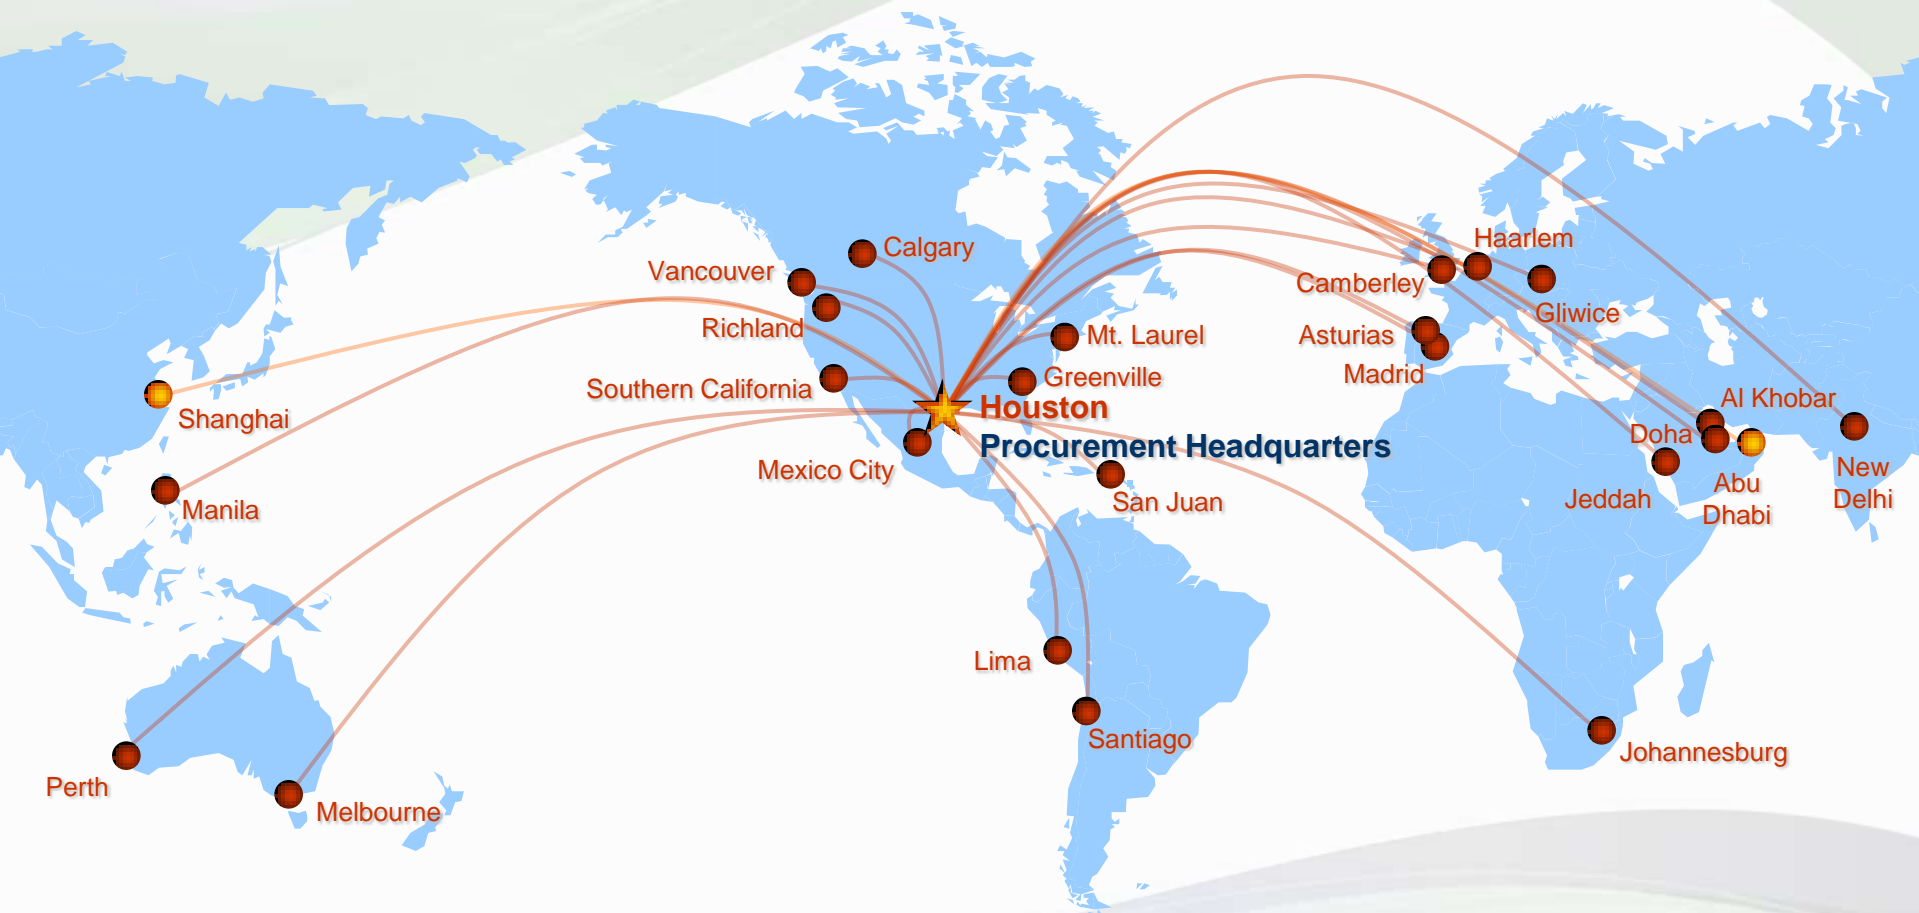 Calgary
Vancouver
Richland
Southern California
Mt. Laurel
Greenville
Houston
Procurement Headquarters
Mexico City
San Juan
Lima
Santiago
Shanghai
Manila
Perth
Melbourne
Haarlem
Camberley
Gliwice
Asturias
Madrid
Al Khobar
Doha
Jeddah
Abu
Dhabi
New
Delhi
Johannesburg